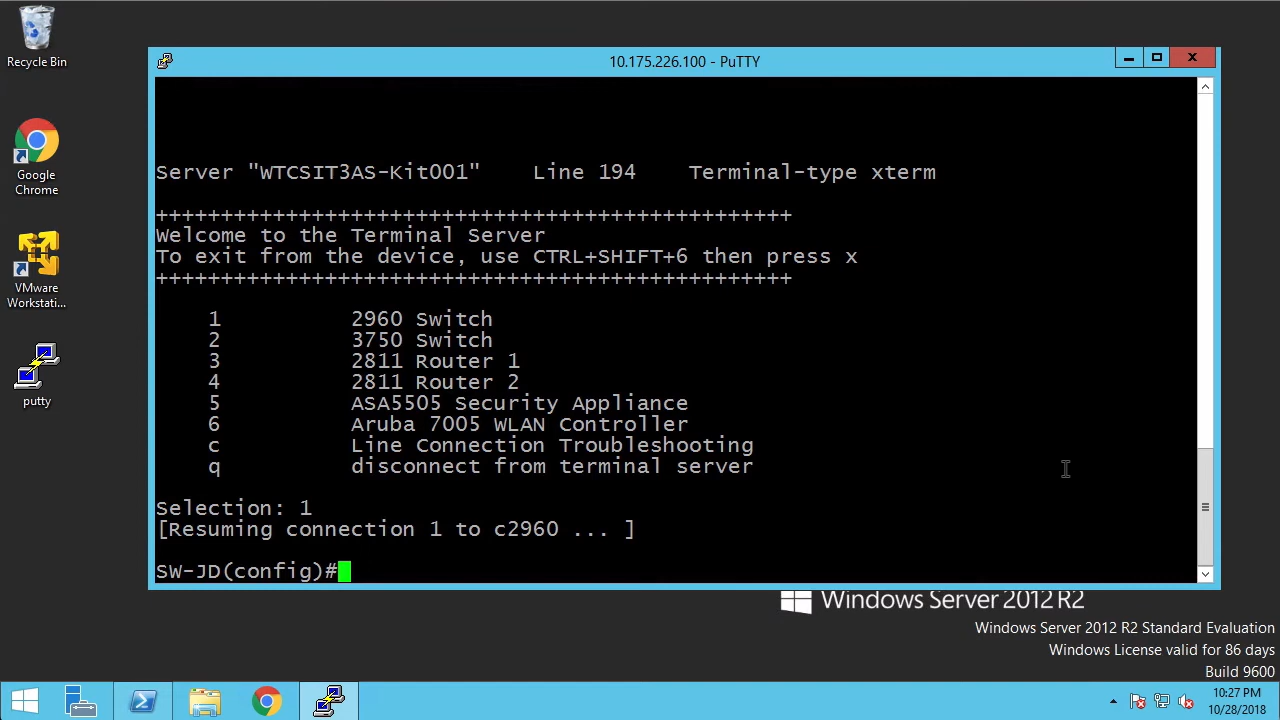 Recycle Bin
Google
Chrome
VMware
Workstati...
putty
10.175.226.100 - PuTTY
Server "WTCSIT3AS-Kit001"    Line 194    Terminal-type xterm
+++++++++++++++++++++++++++++++++++++++++++++++++
Welcome to the Terminal Server
To exit from the device, use CTRL+SHIFT+6 then press x
+++++++++++++++++++++++++++++++++++++++++++++++++
1    2960 Switch
2    3750 Switch
3    2811 Router 1
4    2811 Router 2
5    ASA5505 Security Appliance
6    Aruba 7005 WLAN Controller
c    Line Connection Troubleshooting
q    disconnect from terminal server
Selection: 1
[Resuming connection 1 to c2960 ... ]
SW-JD(config)#
Windows Server 2012 R2
Windows Server 2012 R2 Standard Evaluation
Windows License valid for 86 days
Build 9600
10:27 PM
10/28/2018